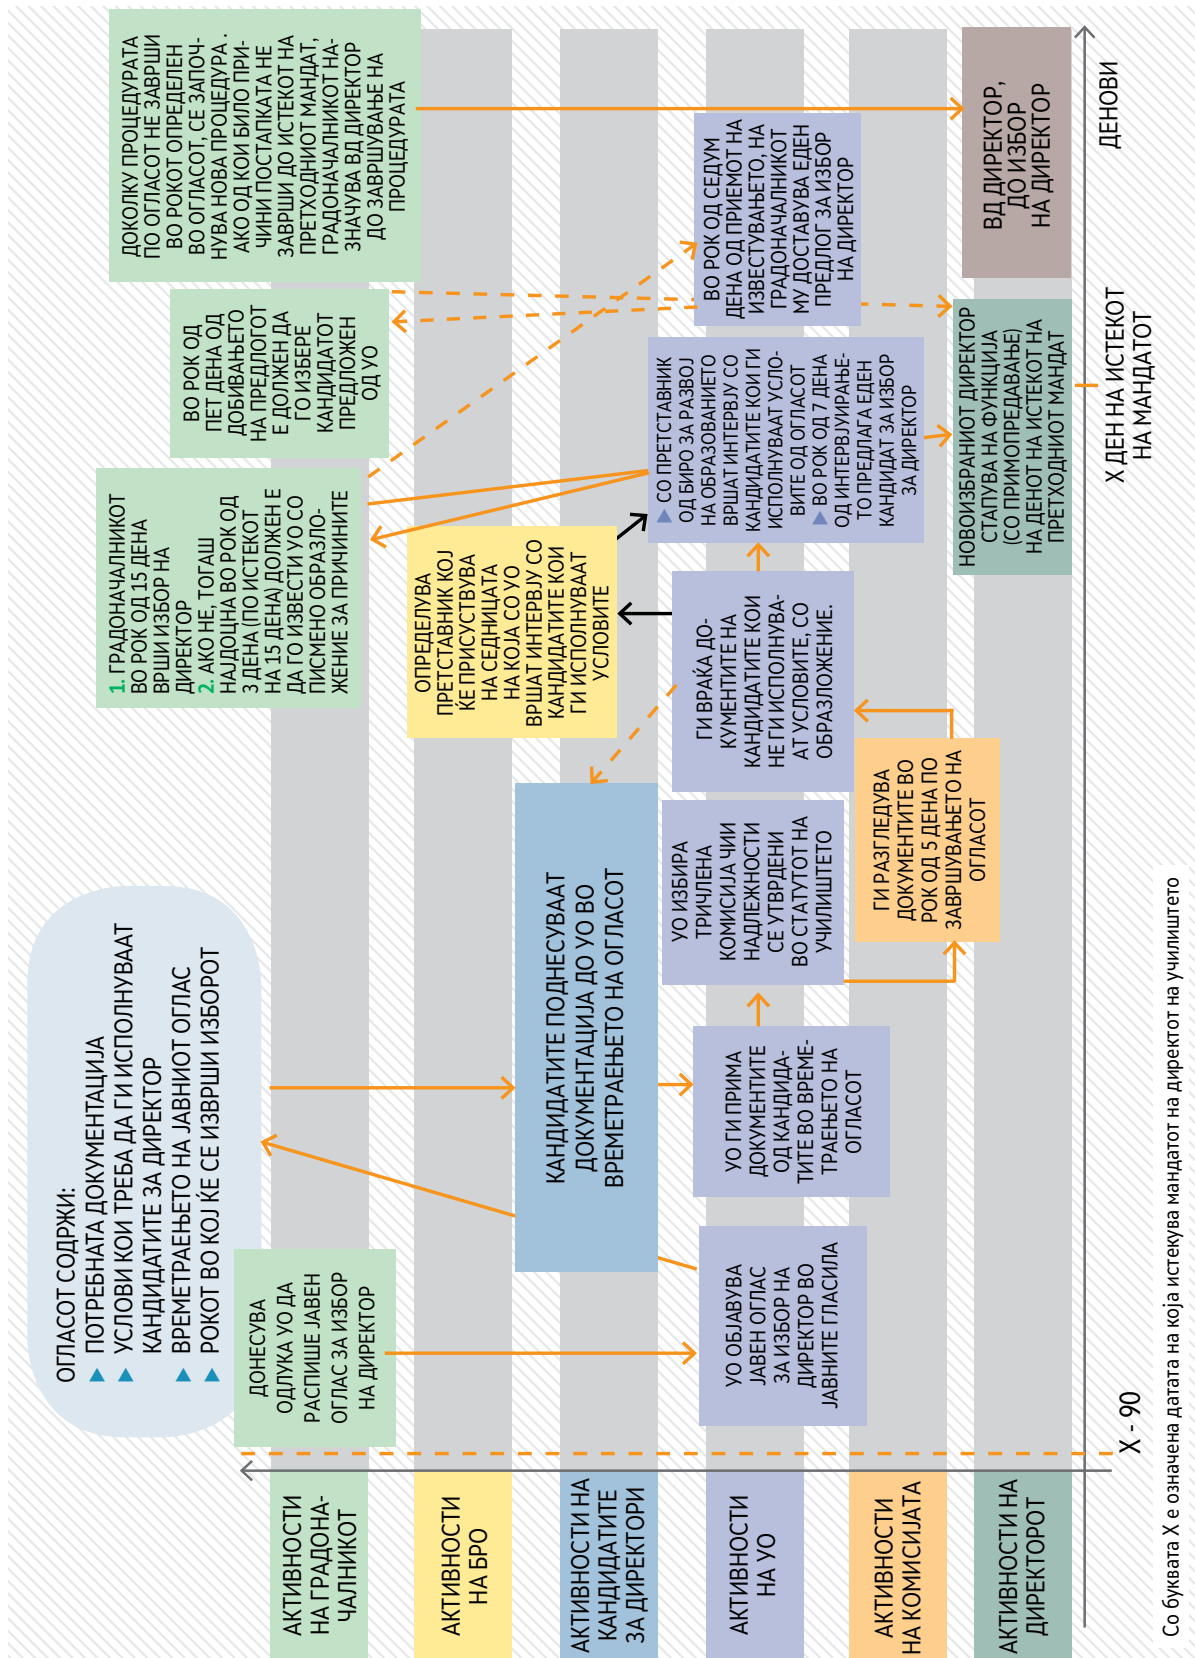 ОГЛАСОТ СОДРЖИ:
ПОТРЕБНАТА ДОКУМЕНТАЦИЈА
УСЛОВИ КОИ ТРЕБА ДА ГИ ИСПОЛНУВААТ
КАНДИДАТИТЕ ЗА ДИРЕКТОР
ВРЕМЕТРАЕЊЕТО НА ЈАВНИОТ ОГЛАС
РОКОТ ВО КОЈ ЌЕ СЕ ИЗВРШИ ИЗБОРОТ
АКТИВНОСТИ
НА ГРАДОНА-
ЧАЛНИКОТ
ДОНЕСУВА
ОДЛУКА УО ДА
РАСПИШЕ ЈАВЕН
ОГЛАС ЗА ИЗБОР
НА ДИРЕКТОР
1. ГРАДОНАЧАЛНИКОТ
ВО РОК ОД 15 ДЕНА
ВРШИ ИЗБОР НА
ДИРЕКТОР
2. АКО НЕ, ТОГАШ
НАЈДОЦНА ВО РОК ОД
3 ДЕНА (ПО ИСТЕКОТ
НА 15 ДЕНА) ДОЛЖЕН Е
ДА ГО ИЗВЕСТИ УО СО
ПИСМЕНО ОБРАЗЛО-
ЖЕНИЕ ЗА ПРИЧИНИТЕ
ВО РОК ОД
ПЕТ ДЕНА ОД
ДОБИВАЊЕТО
НА ПРЕДЛОГОТ
Е ДОЛЖЕН ДА
ГО ИЗБЕРЕ
КАНДИДАТОТ
ПРЕДЛОЖЕН
ОД УО
ДОКОЛКУ ПРОЦЕДУРАТА
ПО ОГЛАСОТ НЕ ЗАВРШИ
ВО РОКОТ ОПРЕДЕЛЕН
ВО ОГЛАСОТ, СЕ ЗАПОЧ-
НУВА НОВА ПРОЦЕДУРА .
АКО ОД КОИ БИЛО ПРИ-
ЧИНИ ПОСТАПКАТА НЕ
ЗАВРШИ ДО ИСТЕКОТ НА
ПРЕТХОДНИОТ МАНДАТ,
ГРАДОНАЧАЛНИКОТ НА-
ЗНАЧУВА ВД ДИРЕКТОР
ДО ЗАВРШУВАЊЕ НА
ПРОЦЕДУРАТА
АКТИВНОСТИ
НА БРО
ОПРЕДЕЛУВА
ПРЕТСТАВНИК КОЈ
ЌЕ ПРИСУСТВУВА
НА СЕДНИЦАТА
НА КОЈА СО УО
ВРШАТ ИНТЕРВЈУ СО
КАНДИДАТИТЕ КОИ
ГИ ИСПОЛНУВААТ
УСЛОВИТЕ
АКТИВНОСТИ НА
КАНДИДАТИТЕ
ЗА ДИРЕКТОРИ
КАНДИДАТИТЕ ПОДНЕСУВААТ
ДОКУМЕНТАЦИЈА ДО УО ВО
ВРЕМЕТРАЕЊЕТО НА ОГЛАСОТ
АКТИВНОСТИ
НА УО
УО ОБЈАВУВА
ЈАВЕН ОГЛАС
ЗА ИЗБОР НА
ДИРЕКТОР ВО
ЈАВНИТЕ ГЛАСИЛА
УО ГИ ПРИМА
ДОКУМЕНТИТЕ
ОД КАНДИДА-
ТИТЕ ВО ВРЕМЕ-
ТРАЕЊЕТО НА
ОГЛАСОТ
УО ИЗБИРА
ТРИЧЛЕНА
КОМИСИЈА ЧИИ
НАДЛЕЖНОСТИ
СЕ УТВРДЕНИ
ВО СТАТУТОТ НА
УЧИЛИШТЕТО
ГИ ВРАЌА ДО-
КУМЕНТИТЕ НА
КАНДИДАТИТЕ КОИ
НЕ ГИ ИСПОЛНУВА-
АТ УСЛОВИТЕ, СО
ОБРАЗЛОЖЕНИЕ.
СО ПРЕТСТАВНИК
ОД БИРО ЗА РАЗВОЈ
НА ОБРАЗОВАНИЕТО
ВРШАТ ИНТЕРВЈУ СО
КАНДИДАТИТЕ КОИ ГИ
ИСПОЛНУВААТ УСЛО-
ВИТЕ ОД ОГЛАСОТ
ВО РОК ОД 7 ДЕНА
ОД ИНТЕРВЈУИРАЊЕ-
ТО ПРЕДЛАГА ЕДЕН
КАНДИДАТ ЗА ИЗБОР
ЗА ДИРЕКТОР
ВО РОК ОД СЕДУМ
ДЕНА ОД ПРИЕМОТ НА
ИЗВЕСТУВАЊЕТО, НА
ГРАДОНАЧАЛНИКОТ
МУ ДОСТАВУВА ЕДЕН
ПРЕДЛОГ ЗА ИЗБОР
НА ДИРЕКТОР
АКТИВНОСТИ
НА КОМИСИЈАТА
ГИ РАЗГЛЕДУВА
ДОКУМЕНТИТЕ ВО
РОК ОД 5 ДЕНА ПО
ЗАВРШУВАЊЕТО НА
ОГЛАСОТ
АКТИВНОСТИ НА
ДИРЕКТОРОТ
НОВОИЗБРАНИОТ ДИРЕКТОР
СТАПУВА НА ФУНКЦИЈА
(СО ПРИМОПРЕДАВАЊЕ)
НА ДЕНОТ НА ИСТЕКОТ НА
ПРЕТХОДНИОТ МАНДАТ
ВД ДИРЕКТОР,
ДО ИЗБОР
НА ДИРЕКТОР
X - 90
X ДЕН НА ИСТЕКОТ
НА МАНДАТОТ
ДЕНОВИ
Со буквата X е означена датата на која истекува мандатот на директот на училиштето